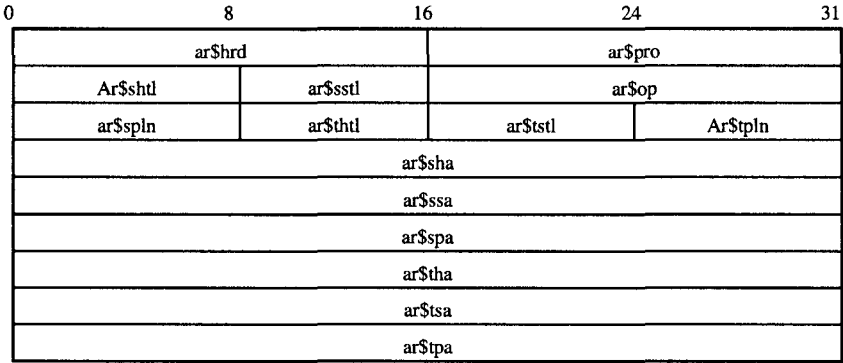 0 8 16 24 31
ar$hrd ar$pro
Ar$shtl ar$sstl ar$op
ar$spln ar$thtl ar$tstl Ar$tpln
ar$sha
ar$ssa
ar$spa
ar$tha
ar$tsa
ar$tpa